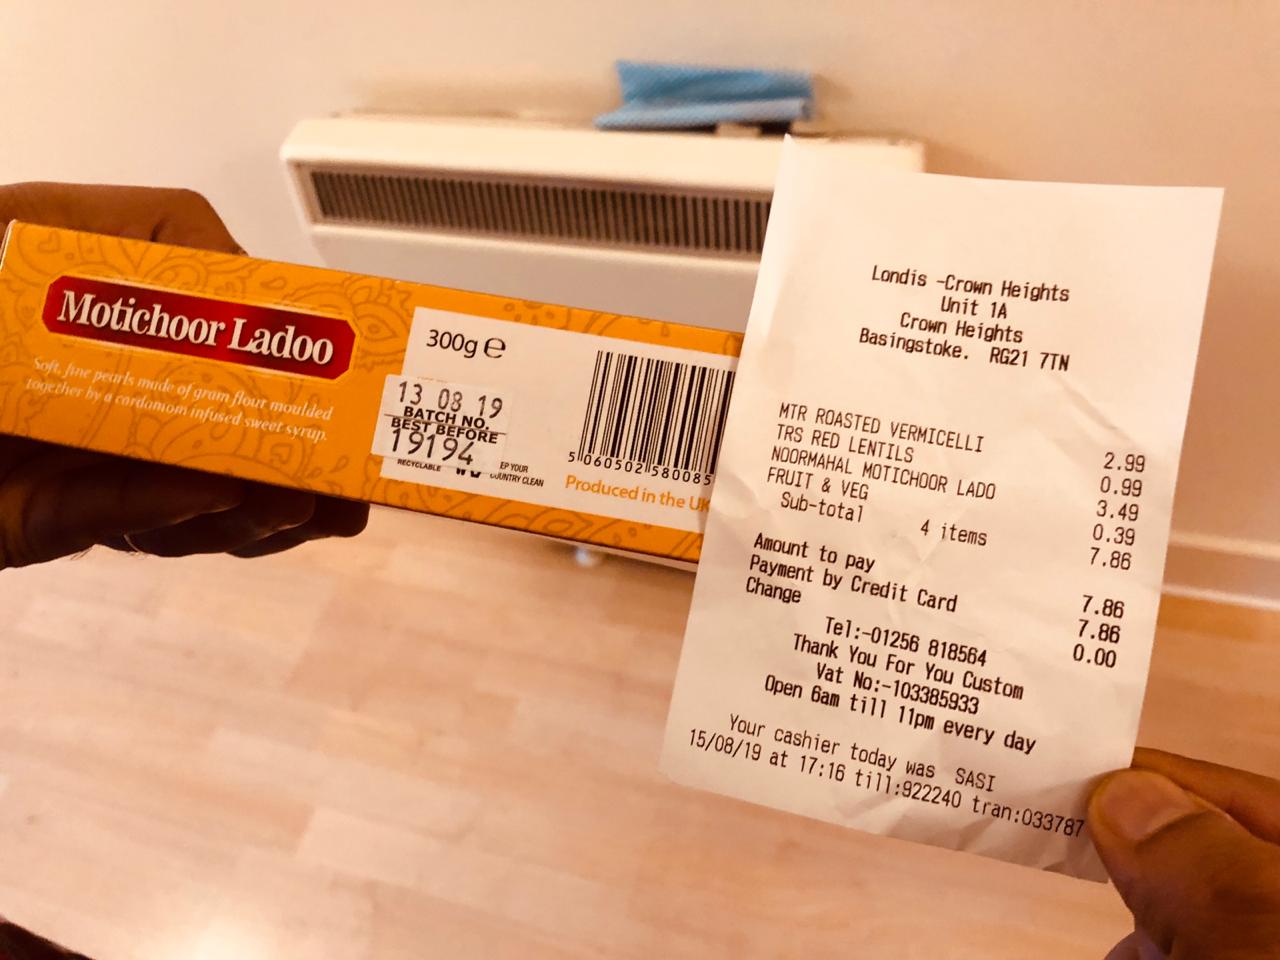 Motichoor Ladoo
Soft, fine pearls made of gram flour moulded
together by a cardamom infused sweet syrup.
300g e
13 08 19
BATCH NO.
BEST BEFORE
19194
RECYCLABLE
EP YOUR
COUNTRY CLEAN
5 060502 580085
Produced in the UK
Londis -Crown Heights
Unit 1A
Crown Heights
Basingstoke. RG21 7TN
MTR ROASTED VERMICELLI 2.99
TRS RED LENTILS 0.99
NOORMAHAL MOTICHOOR LADO 3.49
FRUIT & VEG 0.39
Sub-total 4 items 7.86
Amount to pay 7.86
Payment by Credit Card 7.86
Change 0.00
Tel:-01256 818564
Thank You For You Custom
Vat No:-103385933
Open 6am till 11pm every day
Your cashier today was SASI
15/08/19 at 17:16 till:922240 tran:033787